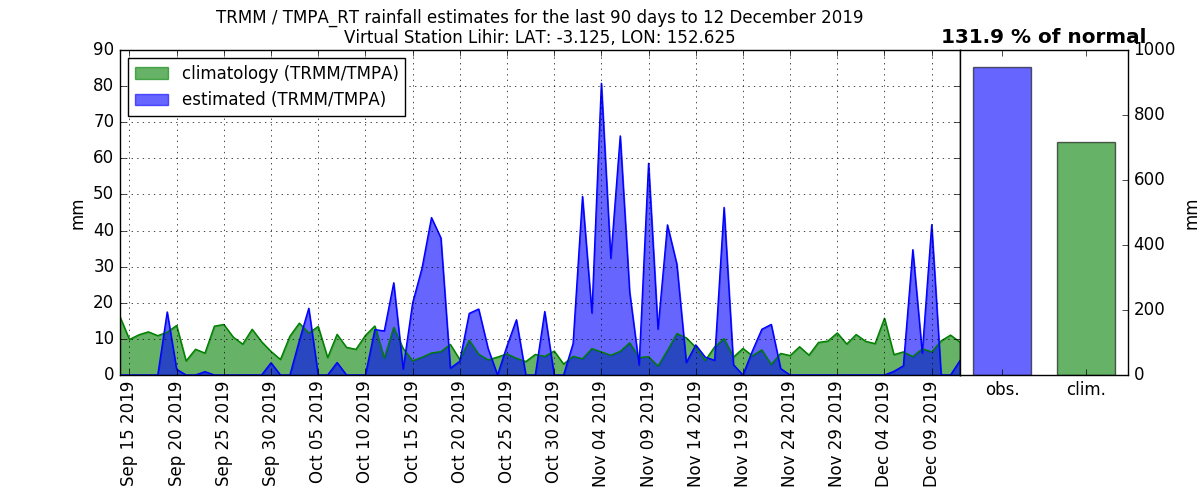 TRMM / TMPA_RT rainfall estimates for the last 90 days to 12 December 2019
Virtual Station Lihir: LAT: -3.125, LON: 152.625
131.9 % of normal
climatology (TRMM/TMPA)
estimated (TRMM/TMPA)
mm
90
80
70
60
50
40
30
20
10
0
Sep 15 2019
Sep 20 2019
Sep 25 2019
Sep 30 2019
Oct 05 2019
Oct 10 2019
Oct 15 2019
Oct 20 2019
Oct 25 2019
Oct 30 2019
Nov 04 2019
Nov 09 2019
Nov 14 2019
Nov 19 2019
Nov 24 2019
Nov 29 2019
Dec 04 2019
Dec 09 2019
obs.
clim.
1000
800
600
400
200
0
mm